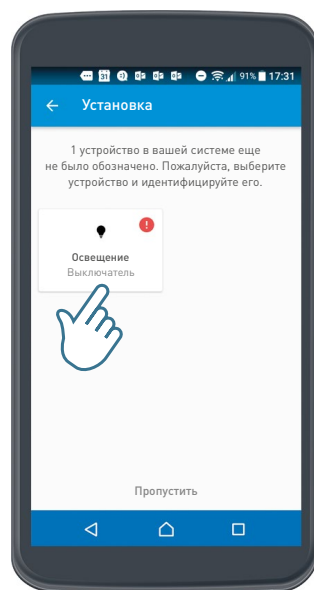 91% 17:31
Установка
1 устройство в вашей системе еще
не было обозначено. Пожалуйста, выберите
устройство и идентифицируйте его.
Освещение
Выключатель
Пропустить